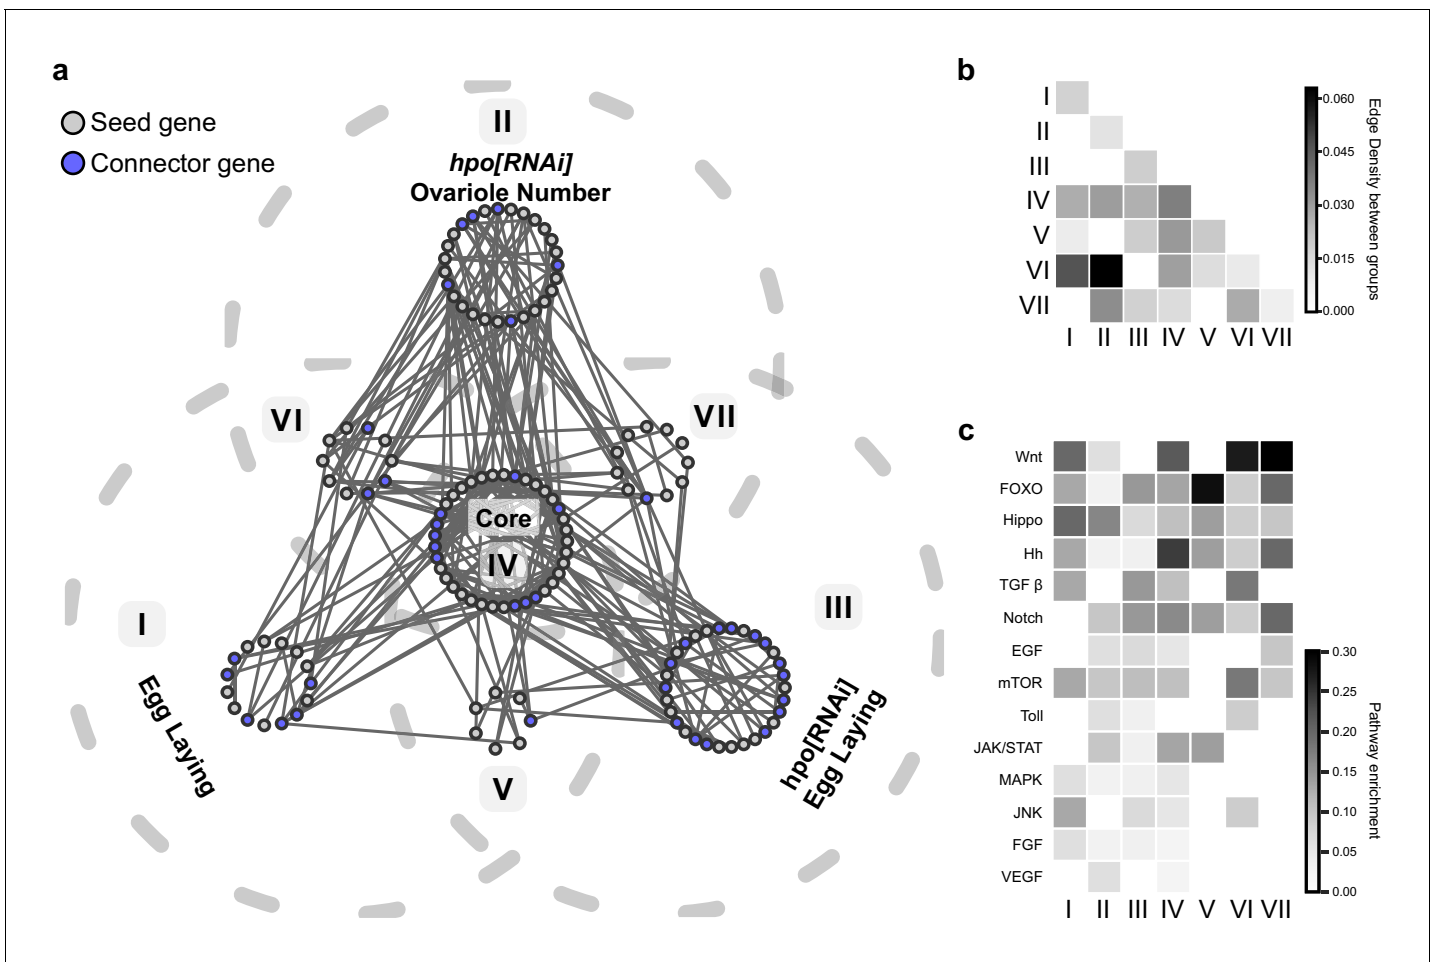 a
Seed gene
Connector gene
II
hpo[RNAi]
Ovariole Number
VI
VII
Core
IV
I
Egg Laying
III
hpo[RNAi]
Egg Laying
V
b
I
II
III
IV
V
VI
VII
I II III IV V VI VII
0.060
0.045
0.030
0.015
0.000
Edge Density between groups
c
Wnt
FOXO
Hippo
Hh
TGF β
Notch
EGF
mTOR
Toll
JAK/STAT
MAPK
JNK
FGF
VEGF
I II III IV V VI VII
0.30
0.25
0.20
0.15
0.10
0.05
0.00
Pathway enrichment